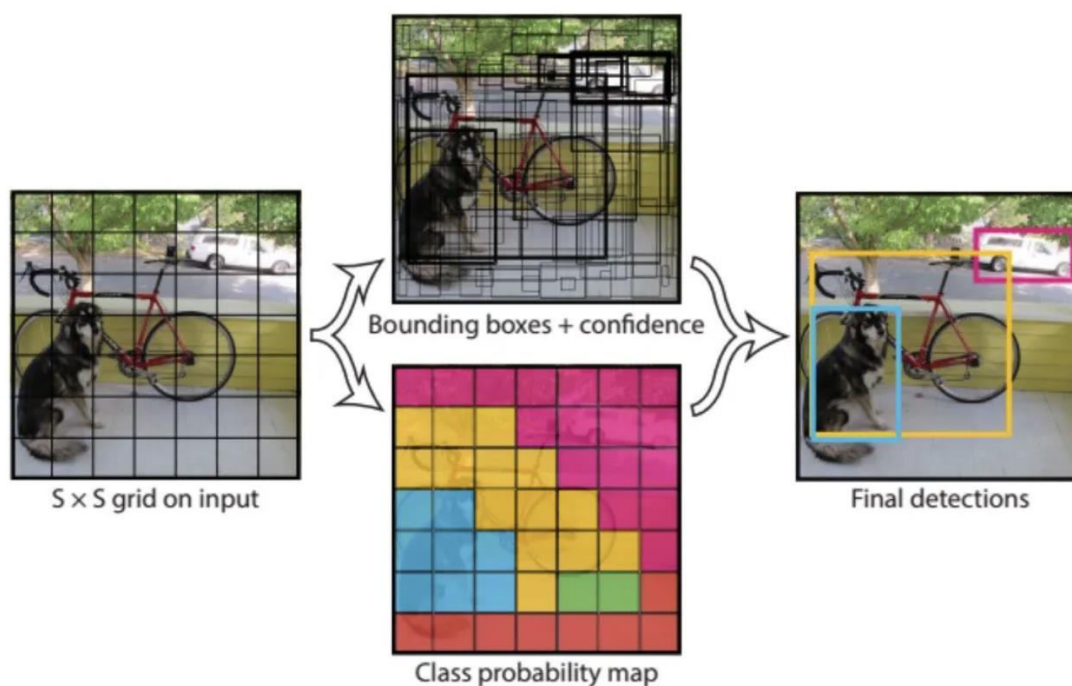 Bounding boxes + confidence
S × S grid on input
Final detections
Class probability map